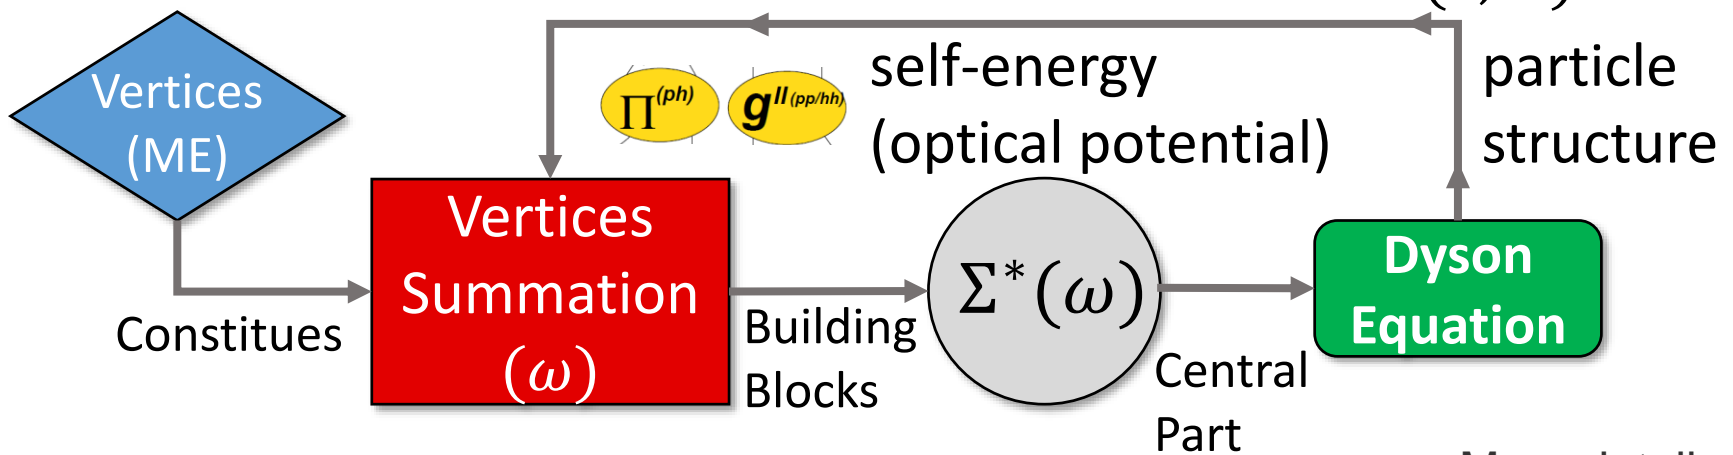 Vertices
(ME)
Constitues
Π(ph)
g^II (pp/hh)
self-energy
(optical potential)
particle
structure
Vertices
Summation
(ω)
Building
Blocks
Σ*(ω)
Central
Part
Dyson
Equation